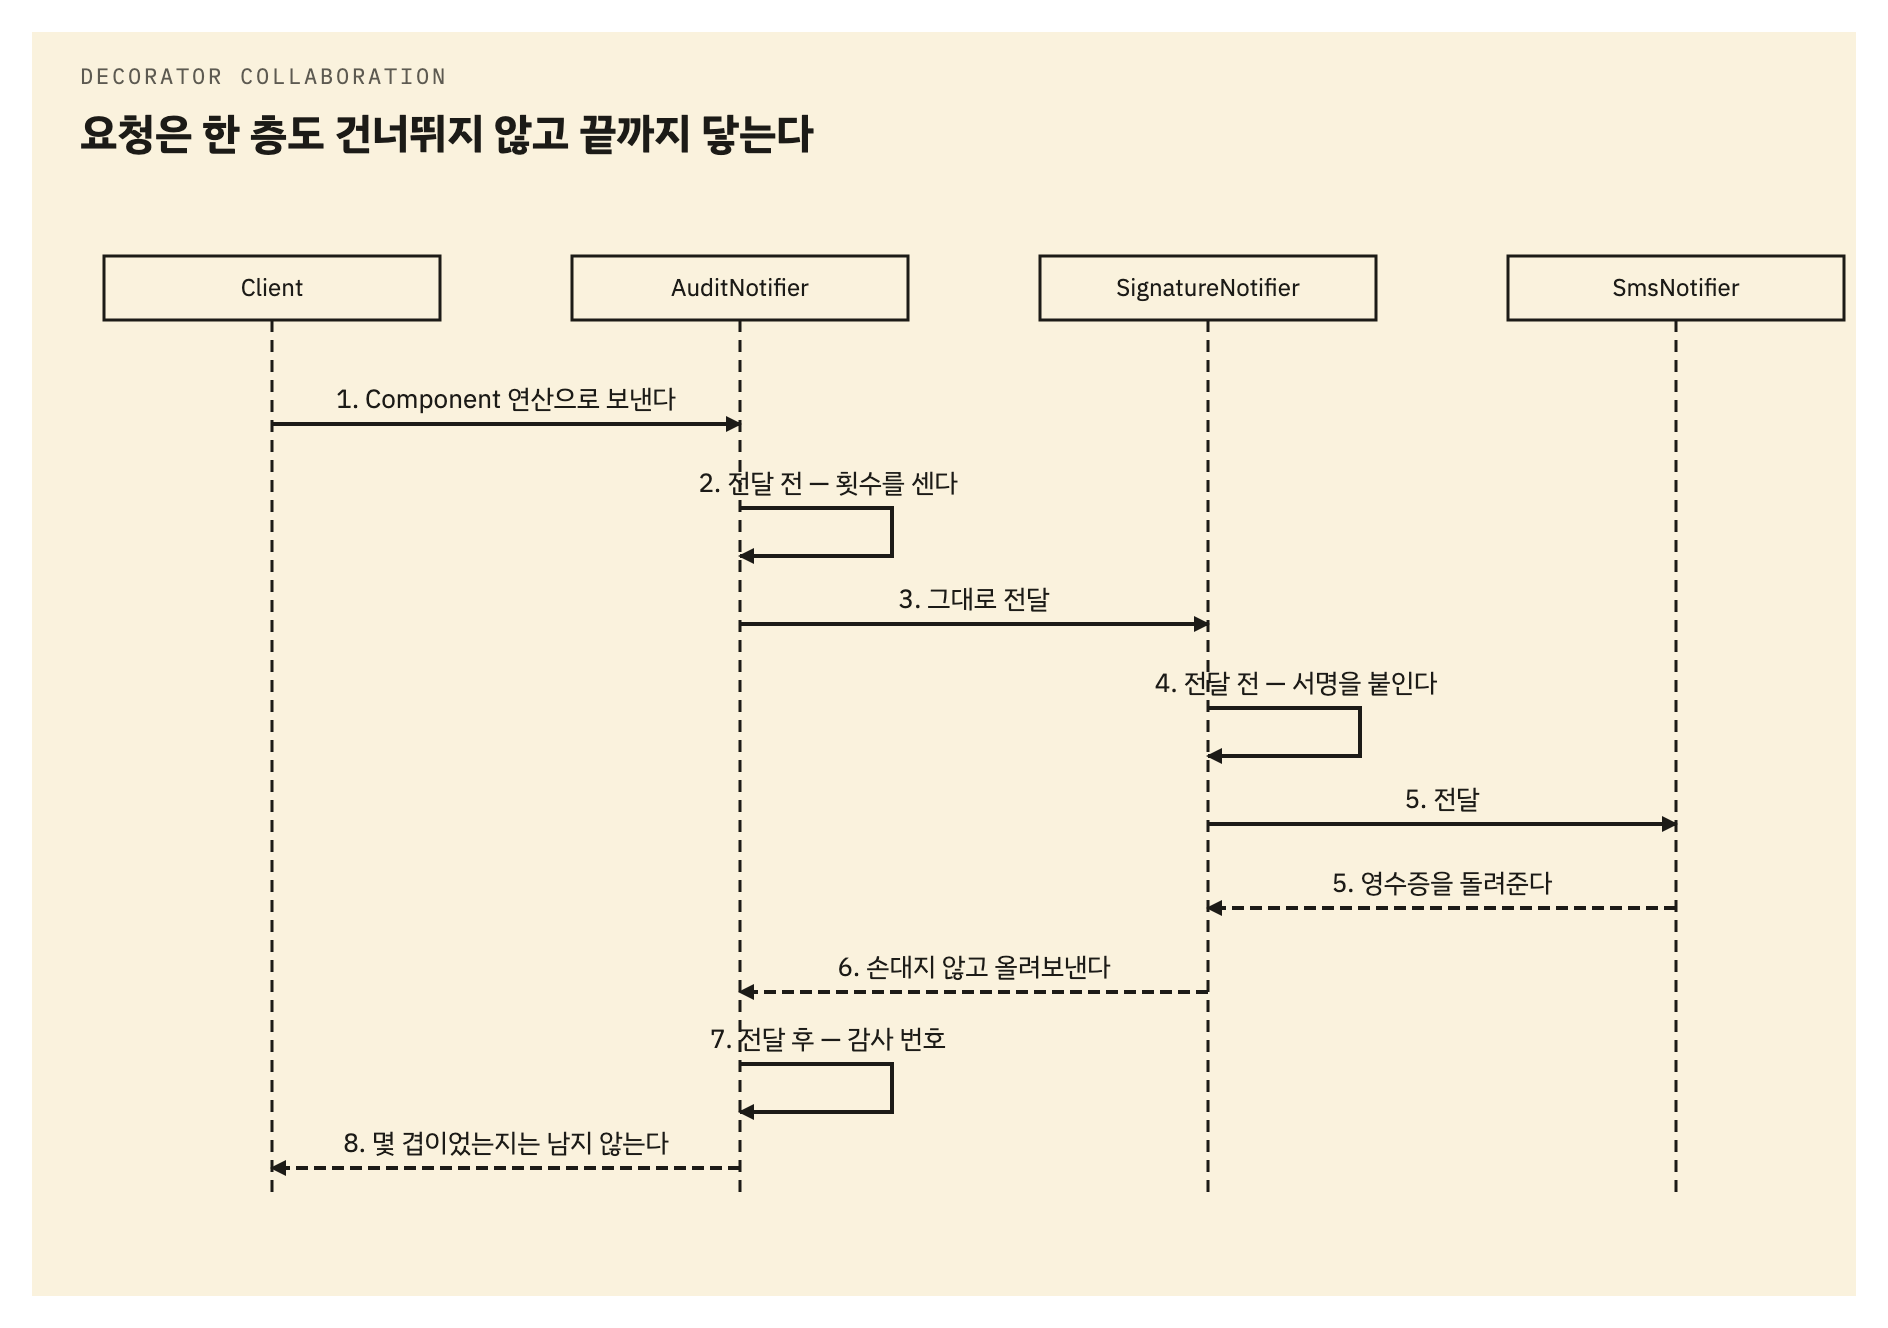 DECORATOR COLLABORATION
요청은 한 층도 건너뛰지 않고 끝까지 닿는다
Client
AuditNotifier
SignatureNotifier
SmsNotifier
1. Component 연산으로 보낸다
2. 전달 전 — 횟수를 센다
3. 그대로 전달
4. 전달 전 — 서명을 붙인다
5. 전달
5. 영수증을 돌려준다
6. 손대지 않고 올려보낸다
7. 전달 후 — 감사 번호
8. 몇 겹이었는지는 남지 않는다